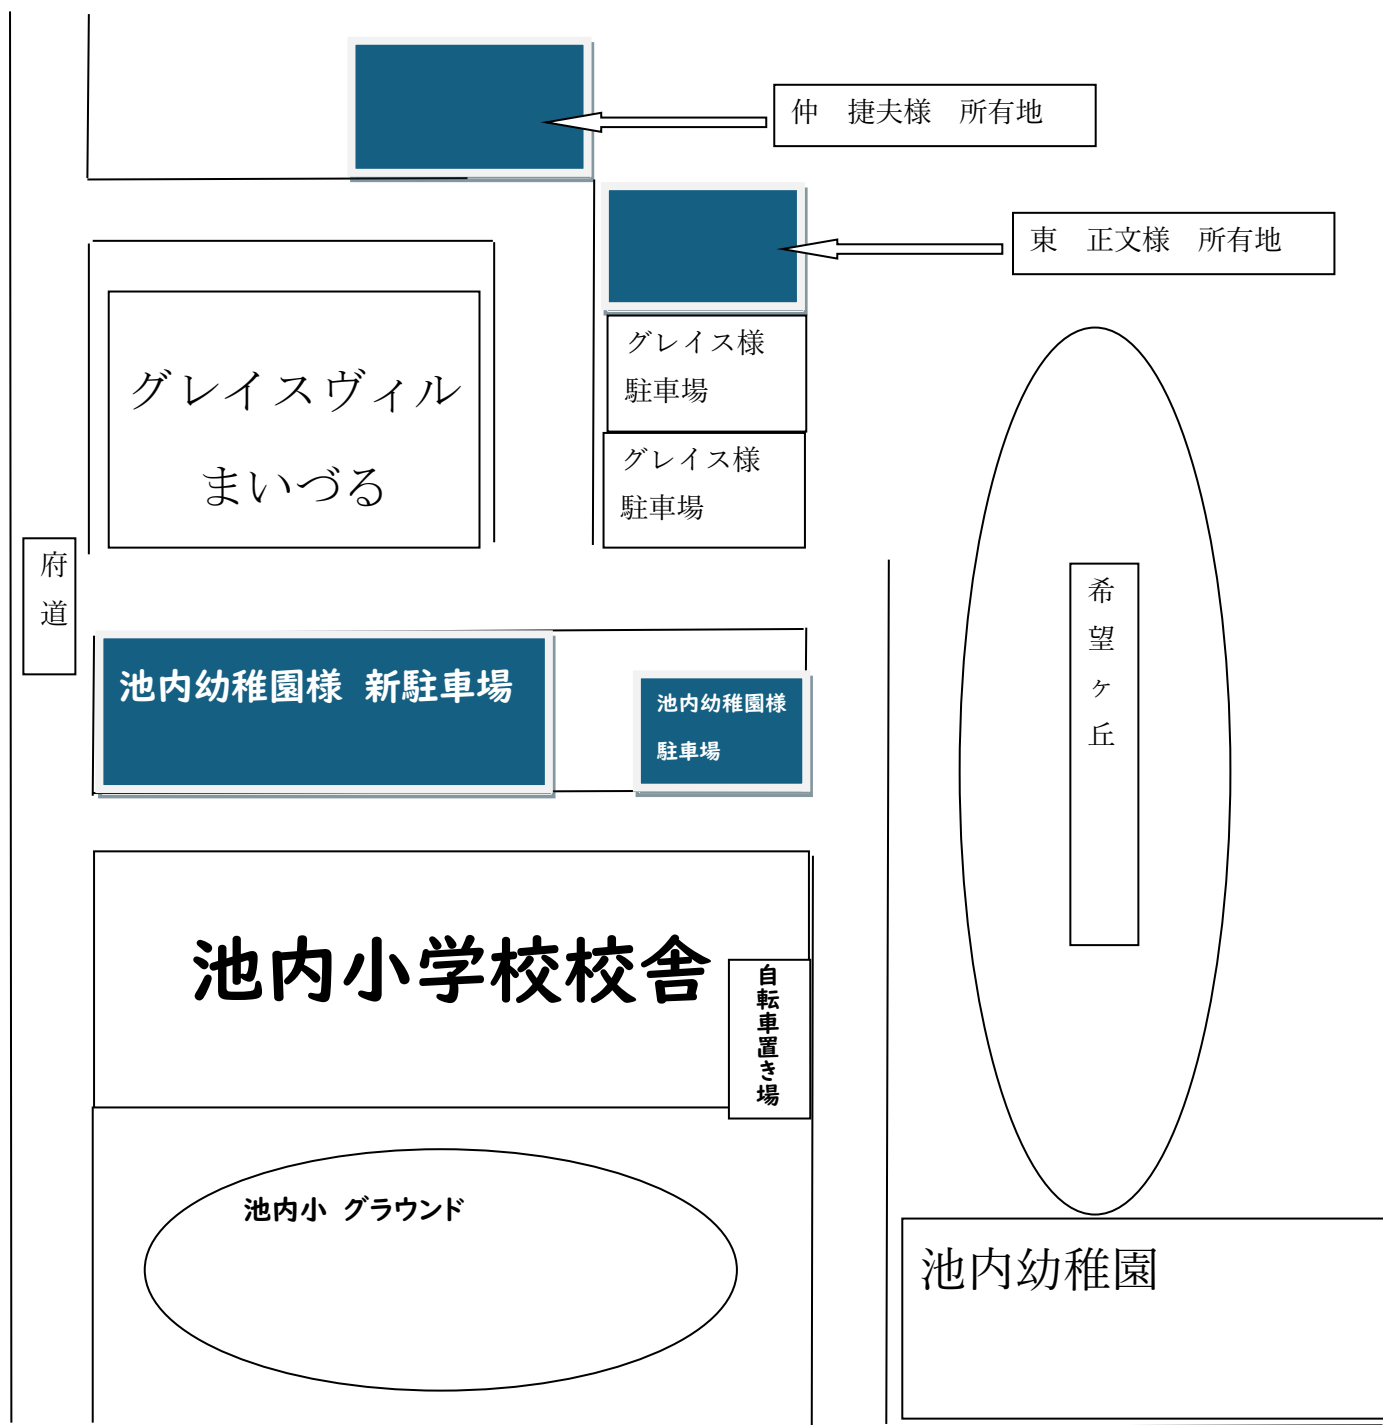 仲　捷夫様　所有地
東　正文様　所有地
グレイス様
駐車場
グレイスヴィル
まいづる
グレイス様
駐車場
府道
希望ヶ丘
池内幼稚園様 新駐車場
池内幼稚園様
駐車場
池内小学校校舎
自転車置き場
池内小 グラウンド
池内幼稚園